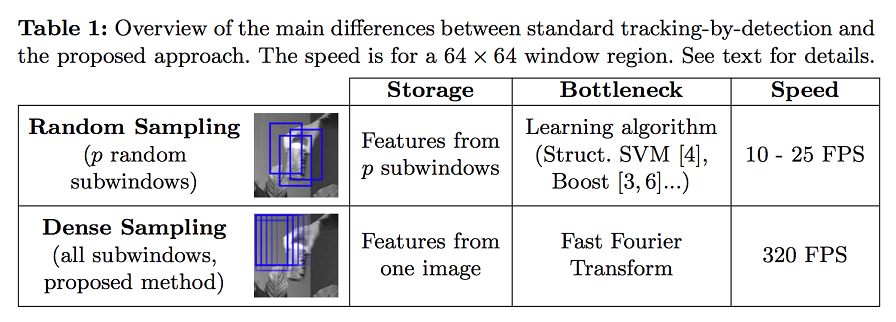 Table 1: Overview of the main differences between standard tracking-by-detection and
the proposed approach. The speed is for a 64 × 64 window region. See text for details.
Storage Bottleneck Speed
Random Sampling
(p random
subwindows)
Features from
p subwindows
Learning algorithm
(Struct. SVM [4],
Boost [3, 6]...)
10 - 25 FPS
Dense Sampling
(all subwindows,
proposed method)
Features from
one image
Fast Fourier
Transform
320 FPS